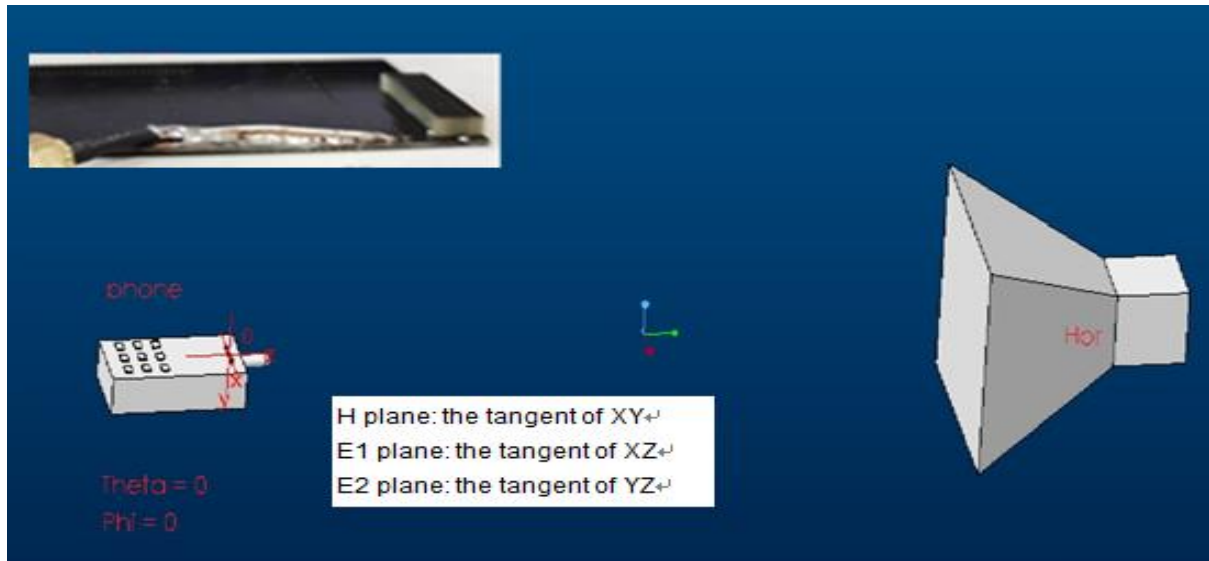 phone
0
Z
X
Y
Hor
H plane: the tangent of XY↵
E1 plane: the tangent of XZ↵
E2 plane: the tangent of YZ↵
Theta = 0
Phi = 0